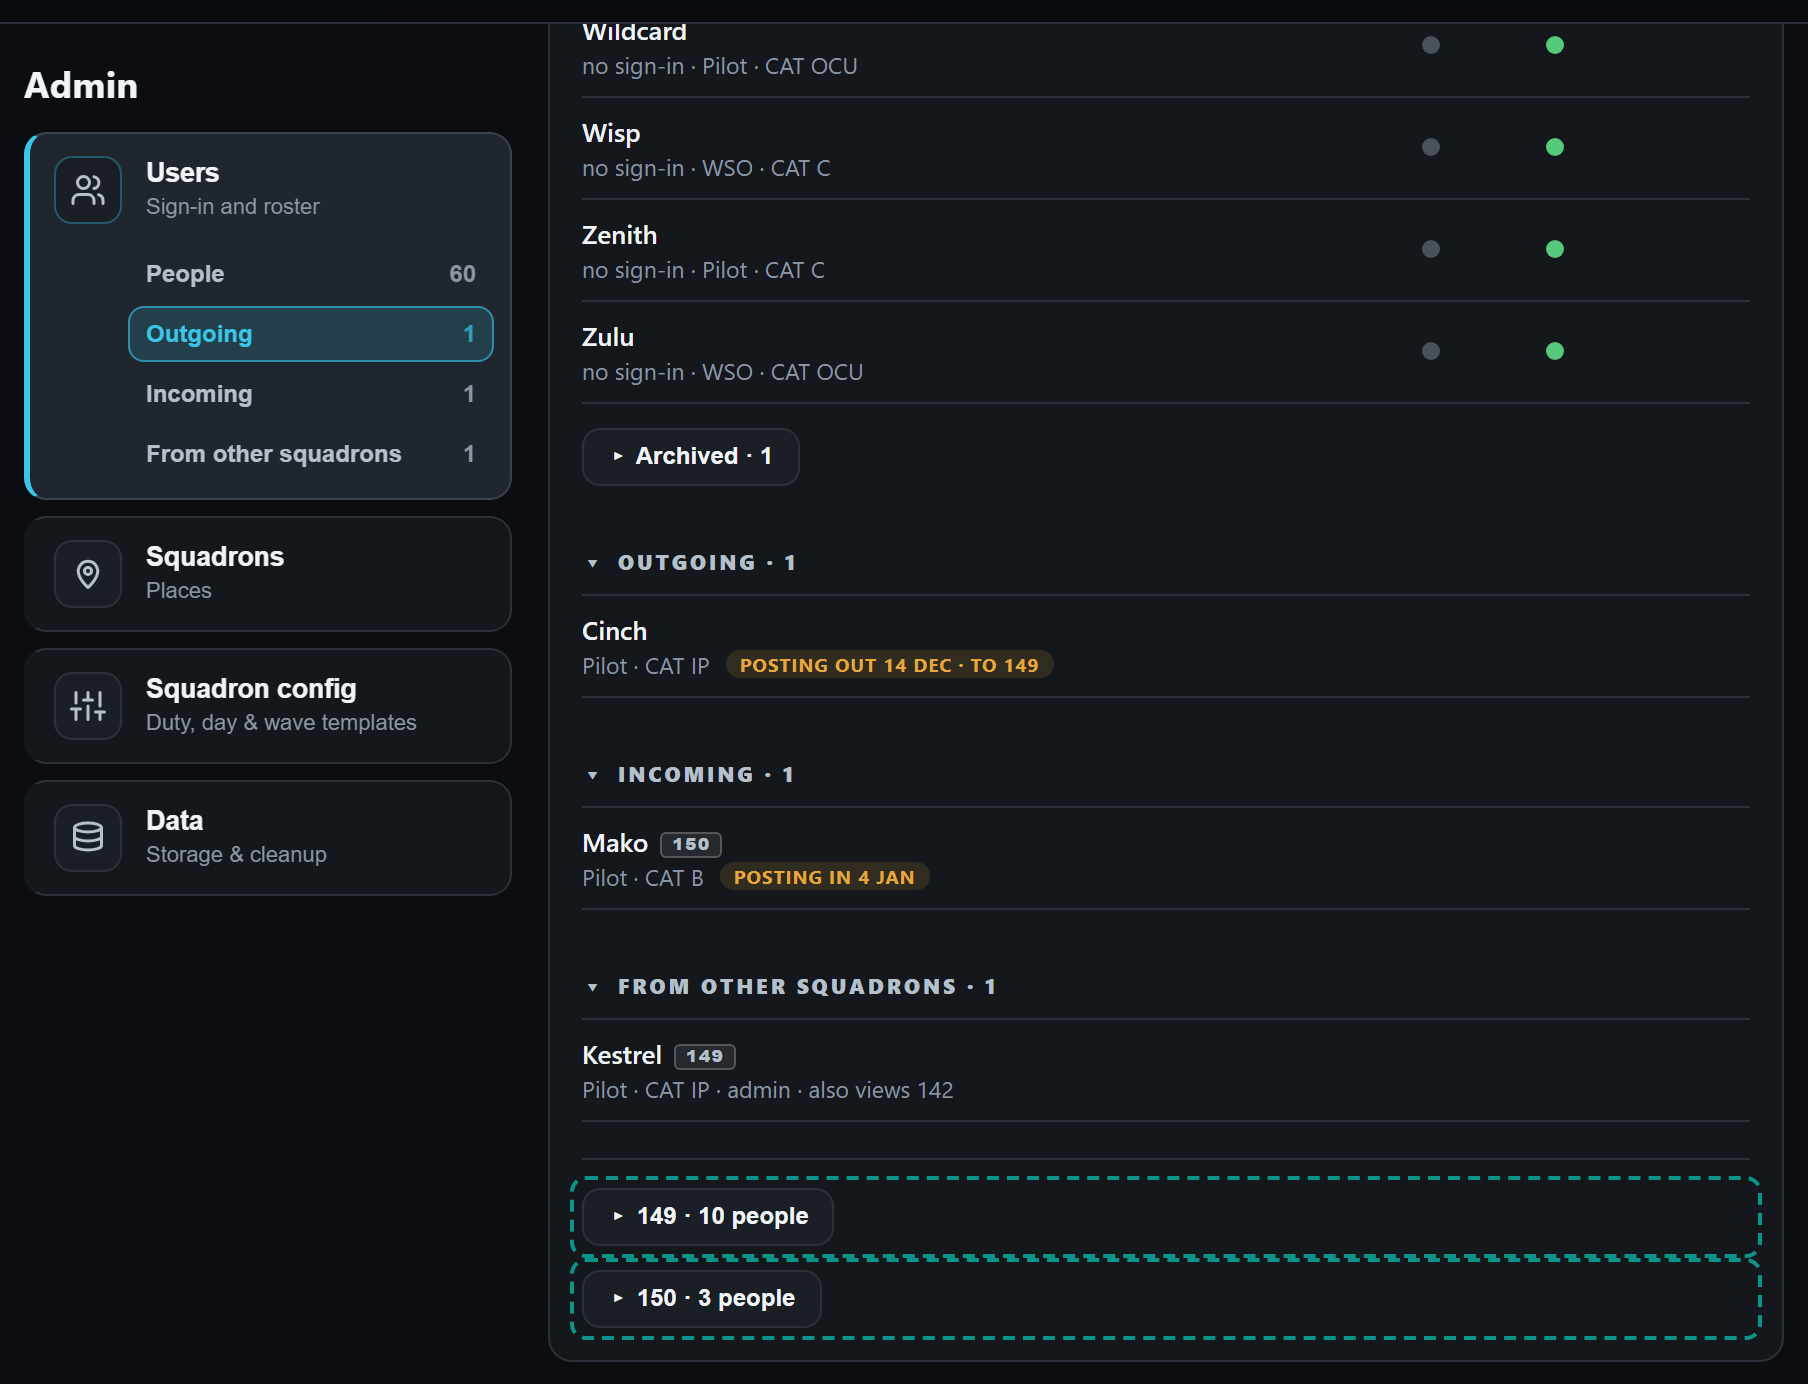 Admin
Users
Sign-in and roster
People 60
Outgoing 1
Incoming 1
From other squadrons 1
Squadrons
Places
Squadron config
Duty, day & wave templates
Data
Storage & cleanup
Wildcard
no sign-in · Pilot · CAT OCU
Wisp
no sign-in · WSO · CAT C
Zenith
no sign-in · Pilot · CAT C
Zulu
no sign-in · WSO · CAT OCU
▸ Archived · 1
▾ OUTGOING · 1
Cinch
Pilot · CAT IP POSTING OUT 14 DEC · TO 149
▾ INCOMING · 1
Mako 150
Pilot · CAT B POSTING IN 4 JAN
▾ FROM OTHER SQUADRONS · 1
Kestrel 149
Pilot · CAT IP · admin · also views 142
▸ 149 · 10 people
▸ 150 · 3 people